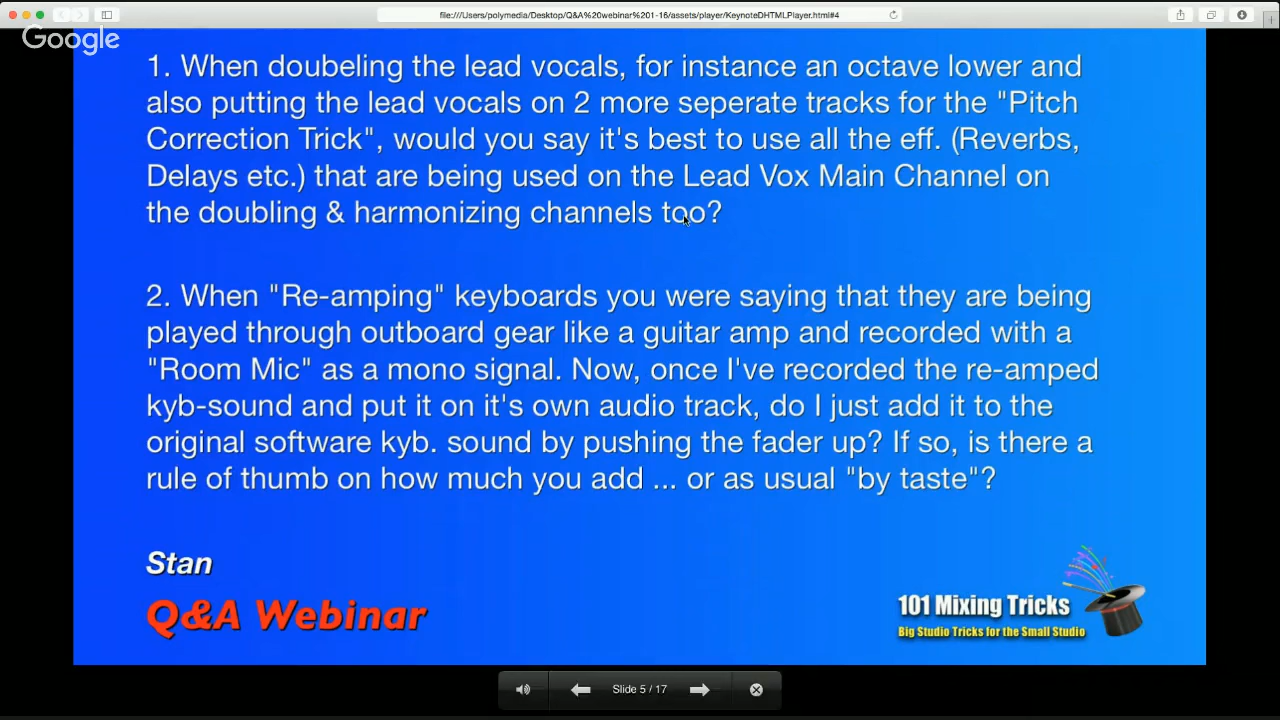 file:///Users/polymedia/Desktop/Q&A%20webinar%201-16/assets/player/KeynoteDHTMLPlayer.html#4
Google
1. When doubeling the lead vocals, for instance an octave lower and
also putting the lead vocals on 2 more seperate tracks for the "Pitch
Correction Trick", would you say it's best to use all the eff. (Reverbs,
Delays etc.) that are being used on the Lead Vox Main Channel on
the doubling & harmonizing channels too?
2. When "Re-amping" keyboards you were saying that they are being
played through outboard gear like a guitar amp and recorded with a
"Room Mic" as a mono signal. Now, once I've recorded the re-amped
kyb-sound and put it on it's own audio track, do I just add it to the
original software kyb. sound by pushing the fader up? If so, is there a
rule of thumb on how much you add ... or as usual "by taste"?
Stan
Q&A Webinar
101 Mixing Tricks
Big Studio Tricks for the Small Studio
Slide 5 / 17